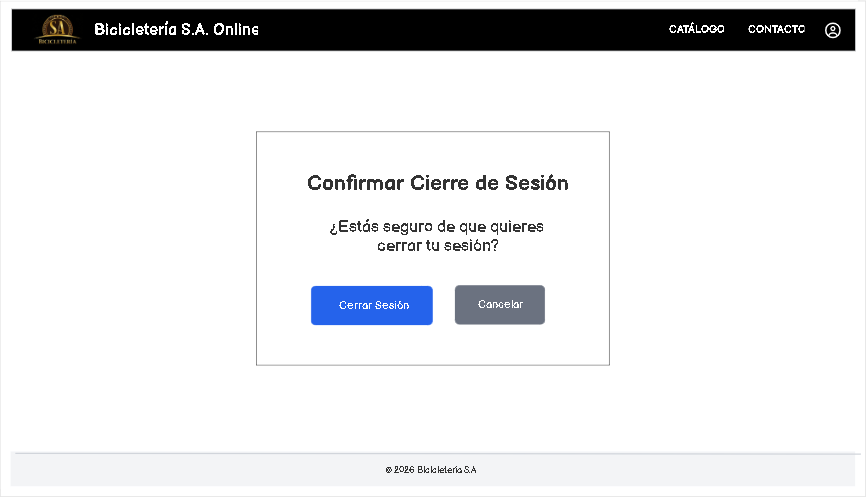 SA
BICICLETERÍA
Bicicletería S.A. Online
CATÁLOGO
CONTACTO
Confirmar Cierre de Sesión
¿Estás seguro de que quieres
cerrar tu sesión?
Cerrar Sesión
Cancelar
© 2026 Bicicletería S.A